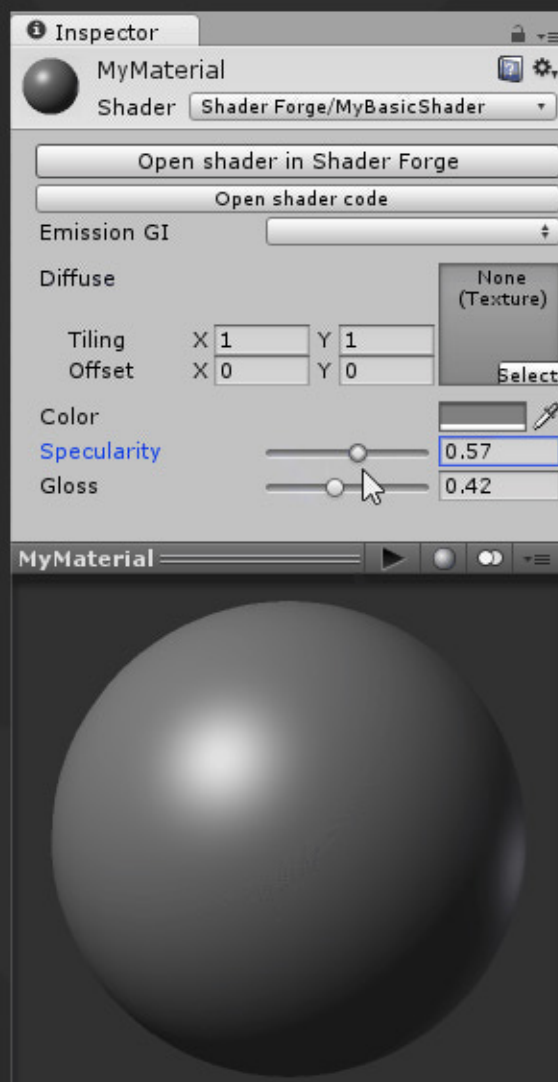 Inspector
MyMaterial
Shader Shader Forge/MyBasicShader
Open shader in Shader Forge
Open shader code
Emission GI
Diffuse
None
(Texture)
Tiling X 1 Y 1
Offset X 0 Y 0
Select
Color
Specularity 0.57
Gloss 0.42
MyMaterial